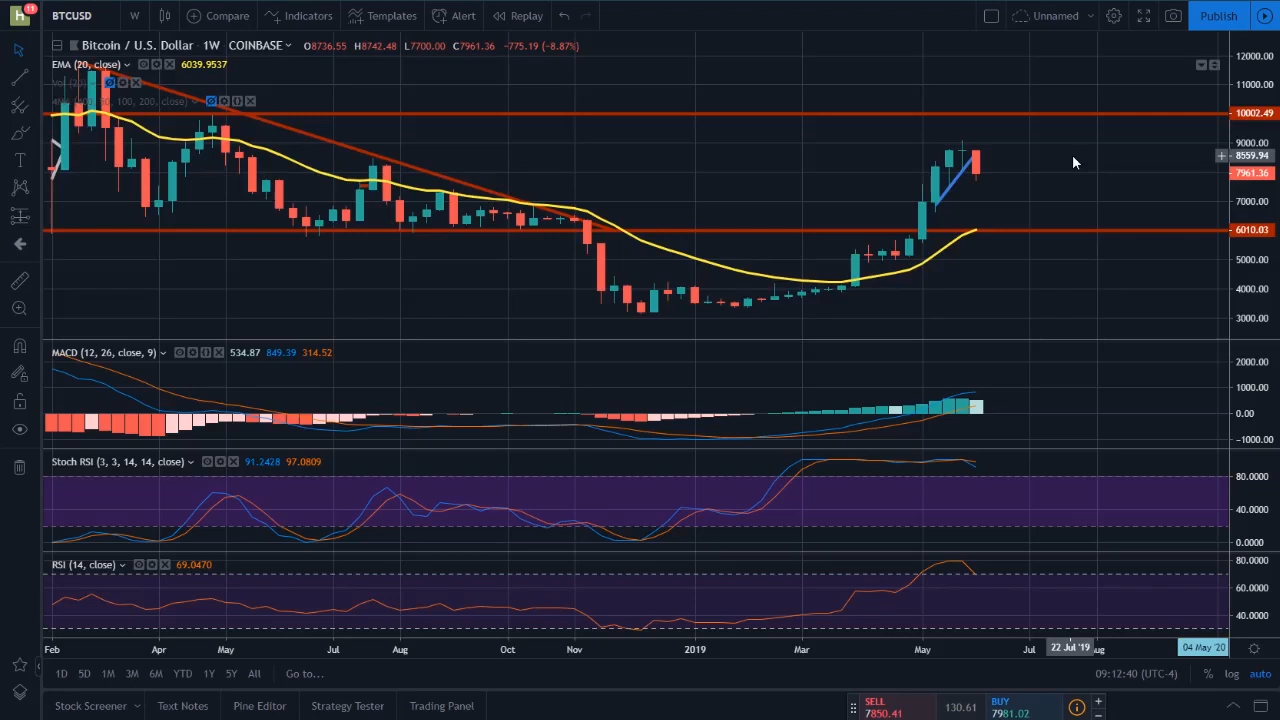 h 11 BTCUSD W Compare Indicators Templates Alert Replay Unnamed Publish
Bitcoin / U.S. Dollar 1W COINBASE O8736.55 H8742.48 L7700.00 C7961.36 -775.19 (-8.87%)
EMA (20, close) 6039.9537
Vol (20)
12000.00
11000.00
10002.49
9000.00
8559.94
7961.36
7000.00
6010.03
5000.00
4000.00
3000.00
MACD (12, 26, close, 9) 534.87 849.39 314.52
2000.00
1000.00
0.00
-1000.00
Stoch RSI (3, 3, 14, 14, close) 91.2428 97.0809
80.0000
40.0000
0.0000
RSI (14, close) 69.0470
80.0000
60.0000
40.0000
Feb Apr May Jul Aug Oct Nov 2019 Mar May Jul 22 Jul '19 Aug 04 May '20
1D 5D 1M 3M 6M YTD 1Y 5Y All Go to... 09:12:40 (UTC-4) % log auto
Stock Screener Text Notes Pine Editor Strategy Tester Trading Panel
SELL 7850.41 130.61 BUY 7981.02